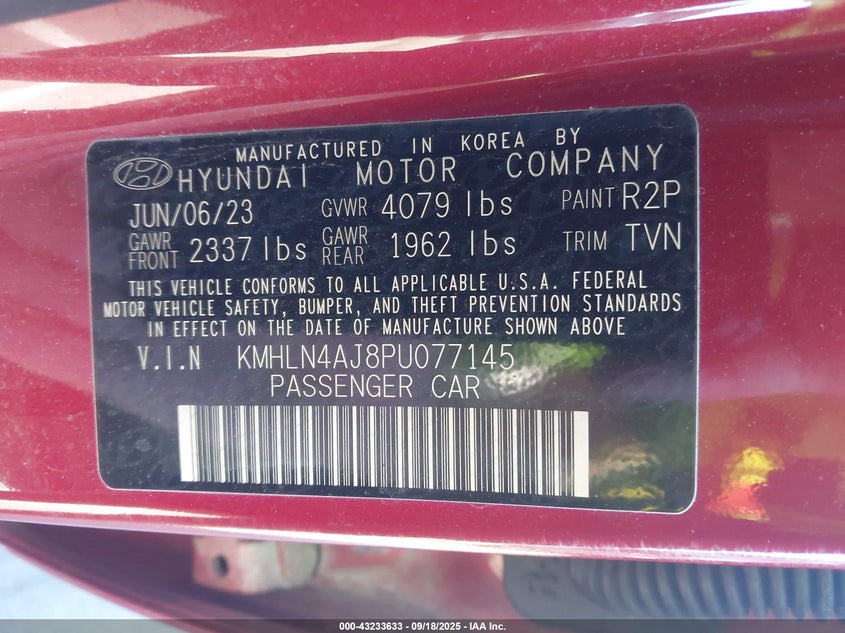 MANUFACTURED IN KOREA BY
HYUNDAI MOTOR COMPANY
JUN/06/23 GVWR 4079 lbs PAINT R2P
GAWR FRONT 2337 lbs GAWR REAR 1962 lbs TRIM TVN
THIS VEHICLE CONFORMS TO ALL APPLICABLE U.S.A. FEDERAL
MOTOR VEHICLE SAFETY, BUMPER, AND THEFT PREVENTION STANDARDS
IN EFFECT ON THE DATE OF MANUFACTURE SHOWN ABOVE
V.I.N KMHLN4AJ8PU077145
PASSENGER CAR
000-43233633 - 09/18/2025 - IAA Inc.